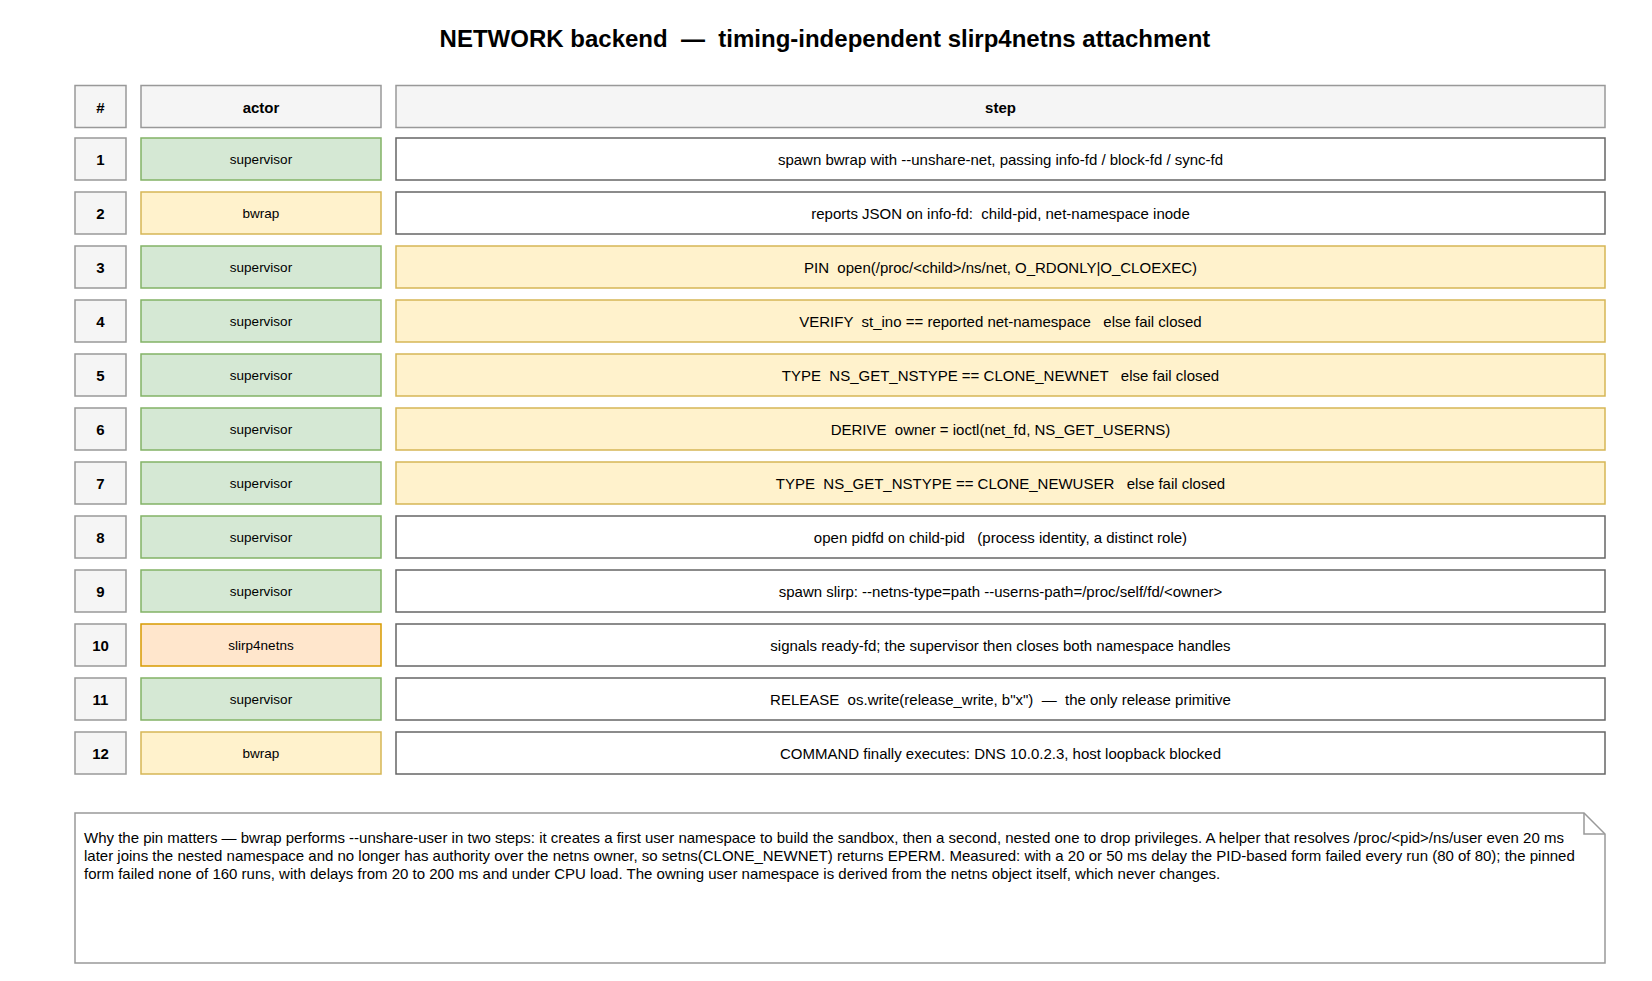 NETWORK backend — timing-independent slirp4netns attachment
# actor step
1 supervisor spawn bwrap with --unshare-net, passing info-fd / block-fd / sync-fd
2 bwrap reports JSON on info-fd: child-pid, net-namespace inode
3 supervisor PIN open(/proc/<child>/ns/net, O_RDONLY|O_CLOEXEC)
4 supervisor VERIFY st_ino == reported net-namespace else fail closed
5 supervisor TYPE NS_GET_NSTYPE == CLONE_NEWNET else fail closed
6 supervisor DERIVE owner = ioctl(net_fd, NS_GET_USERNS)
7 supervisor TYPE NS_GET_NSTYPE == CLONE_NEWUSER else fail closed
8 supervisor open pidfd on child-pid (process identity, a distinct role)
9 supervisor spawn slirp: --netns-type=path --userns-path=/proc/self/fd/<owner>
10 slirp4netns signals ready-fd; the supervisor then closes both namespace handles
11 supervisor RELEASE os.write(release_write, b"x") — the only release primitive
12 bwrap COMMAND finally executes: DNS 10.0.2.3, host loopback blocked
Why the pin matters — bwrap performs --unshare-user in two steps: it creates a first user namespace to build the sandbox, then a second, nested one to drop privileges. A helper that resolves /proc/<pid>/ns/user even 20 ms
later joins the nested namespace and no longer has authority over the netns owner, so setns(CLONE_NEWNET) returns EPERM. Measured: with a 20 or 50 ms delay the PID-based form failed every run (80 of 80); the pinned
form failed none of 160 runs, with delays from 20 to 200 ms and under CPU load. The owning user namespace is derived from the netns object itself, which never changes.